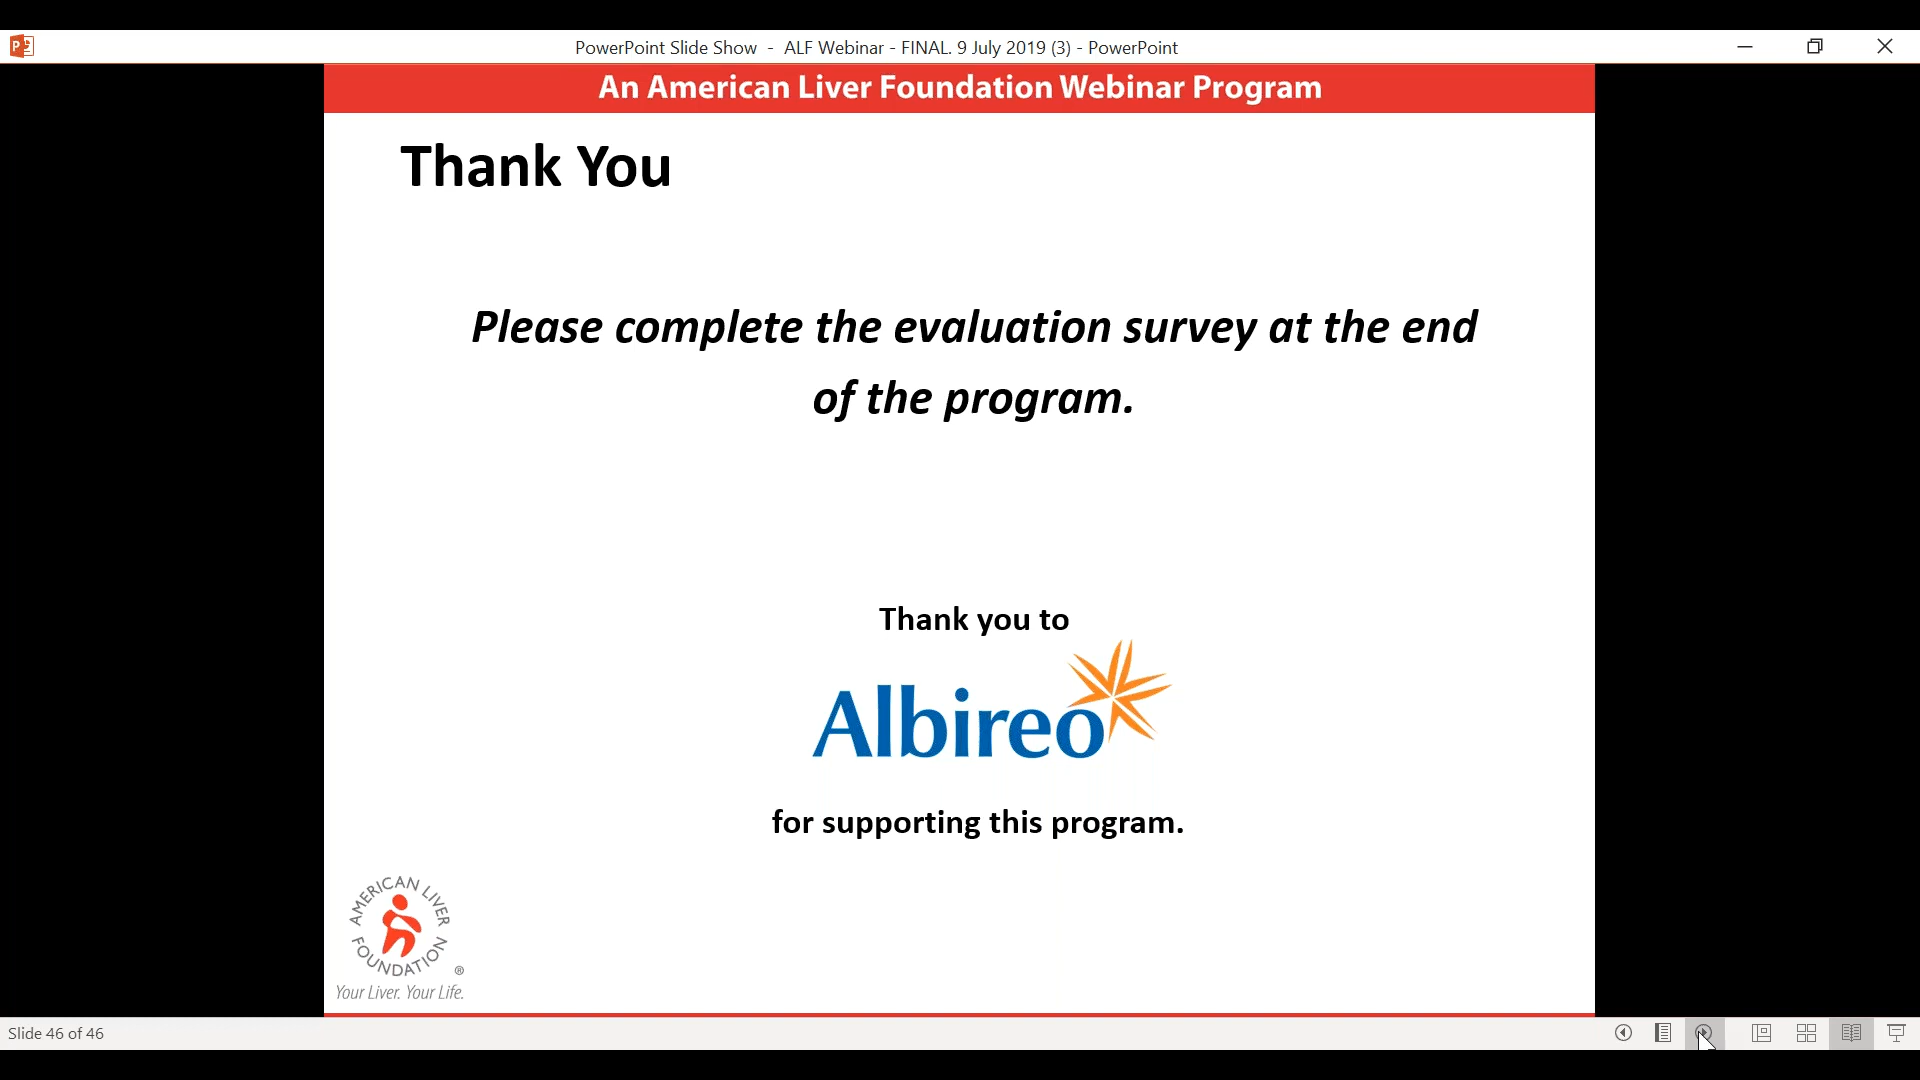 PowerPoint Slide Show - ALF Webinar - FINAL. 9 July 2019 (3) - PowerPoint
An American Liver Foundation Webinar Program
Thank You
Please complete the evaluation survey at the end
of the program.
Thank you to
Albireo
for supporting this program.
AMERICAN LIVER
FOUNDATION
®
Your Liver. Your Life.
Slide 46 of 46